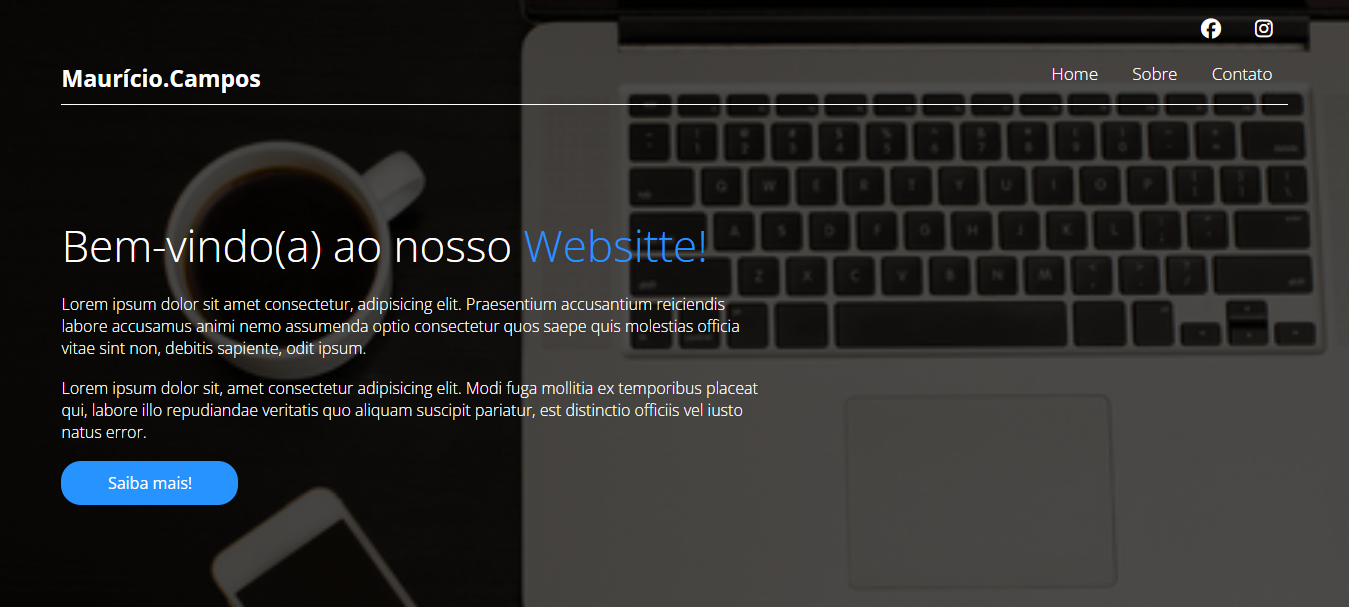 Maurício.Campos
Home Sobre Contato
Bem-vindo(a) ao nosso Websitte!
Lorem ipsum dolor sit amet consectetur, adipisicing elit. Praesentium accusantium reiciendis
labore accusamus animi nemo assumenda optio consectetur quos saepe quis molestias officia
vitae sint non, debitis sapiente, odit ipsum.
Lorem ipsum dolor sit, amet consectetur adipisicing elit. Modi fuga mollitia ex temporibus placeat
qui, labore illo repudiandae veritatis quo aliquam suscipit pariatur, est distinctio officiis vel iusto
natus error.
Saiba mais!